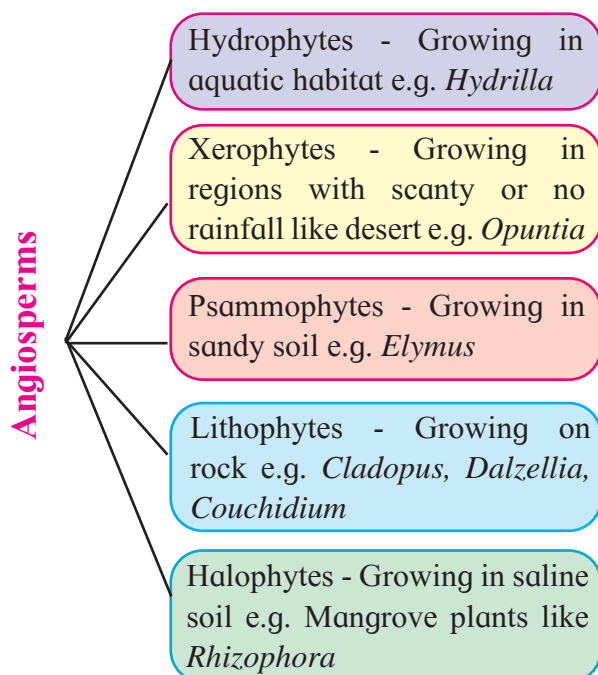 Angiosperms
Hydrophytes - Growing in
aquatic habitat e.g. Hydrilla
Xerophytes - Growing in
regions with scanty or no
rainfall like desert e.g. Opuntia
Psammophytes - Growing in
sandy soil e.g. Elymus
Lithophytes - Growing on
rock e.g. Cladopus, Dalzellia,
Couchidium
Halophytes - Growing in saline
soil e.g. Mangrove plants like
Rhizophora